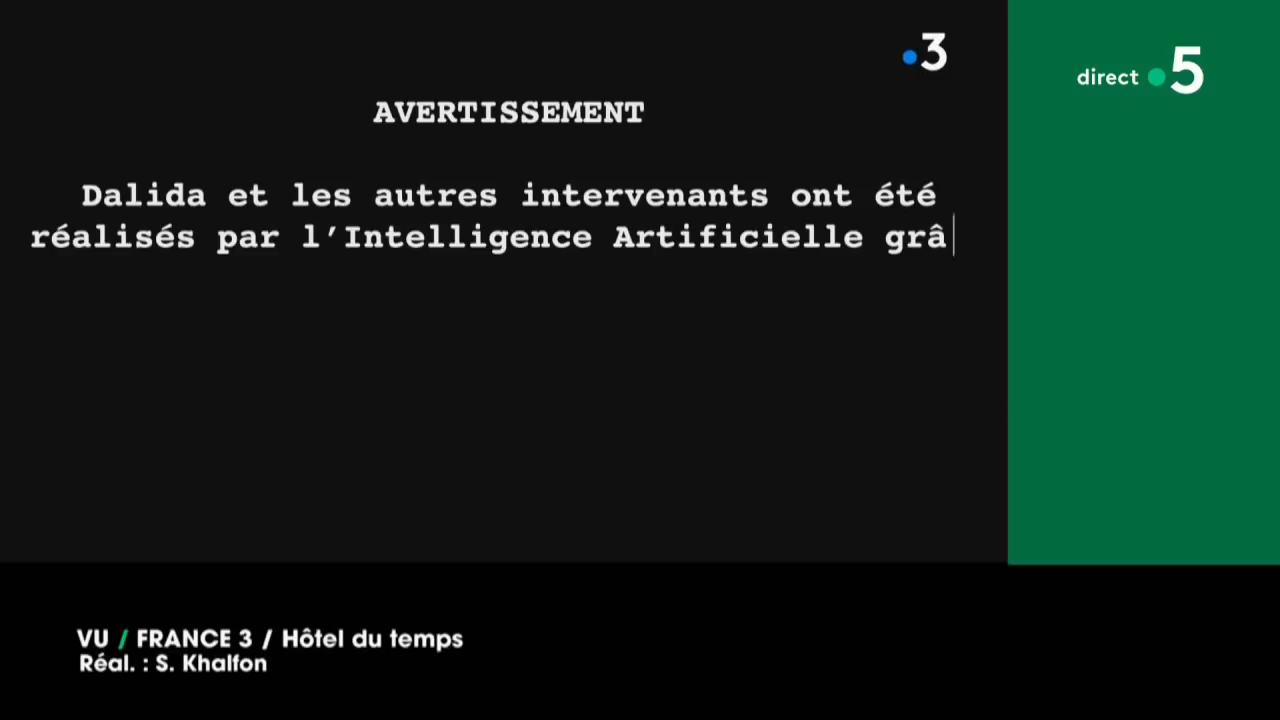 3
direct 5
AVERTISSEMENT
Dalida et les autres intervenants ont été
réalisés par l’Intelligence Artificielle grâ
VU / FRANCE 3 / Hôtel du temps
Réal. : S. Khalfon